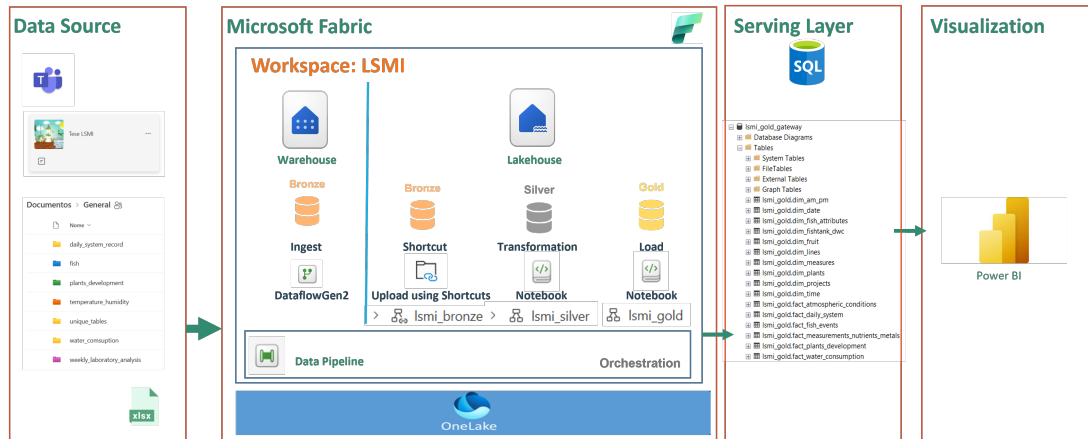 Data Source
T
Tese LSMI
...
Documentos > General
Nome
daily_system_record
fish
plants_development
temperature_humidity
unique_tables
water_comsuption
weekly_laboratory_analysis
xlsx
Microsoft Fabric
Workspace: LSMI
Warehouse
Lakehouse
Bronze
Bronze
Silver
Gold
Ingest
Shortcut
Transformation
Load
DataflowGen2
Upload using Shortcuts
Notebook
Notebook
> lsmi_bronze > lsmi_silver
lsmi_gold
Data Pipeline
Orchestration
OneLake
Serving Layer
SQL
lsmi_gold_gateway
Database Diagrams
Tables
System Tables
FileTables
External Tables
Graph Tables
lsmi_gold.dim_am_pm
lsmi_gold.dim_date
lsmi_gold.dim_fish_attributes
lsmi_gold.dim_fishtank_dwc
lsmi_gold.dim_fruit
lsmi_gold.dim_lines
lsmi_gold.dim_measures
lsmi_gold.dim_plants
lsmi_gold.dim_projects
lsmi_gold.dim_time
lsmi_gold.fact_atmospheric_conditions
lsmi_gold.fact_daily_system
lsmi_gold.fact_fish_events
lsmi_gold.fact_measurements_nutrients_metals
lsmi_gold.fact_plants_development
lsmi_gold.fact_water_consumption
Visualization
Power BI